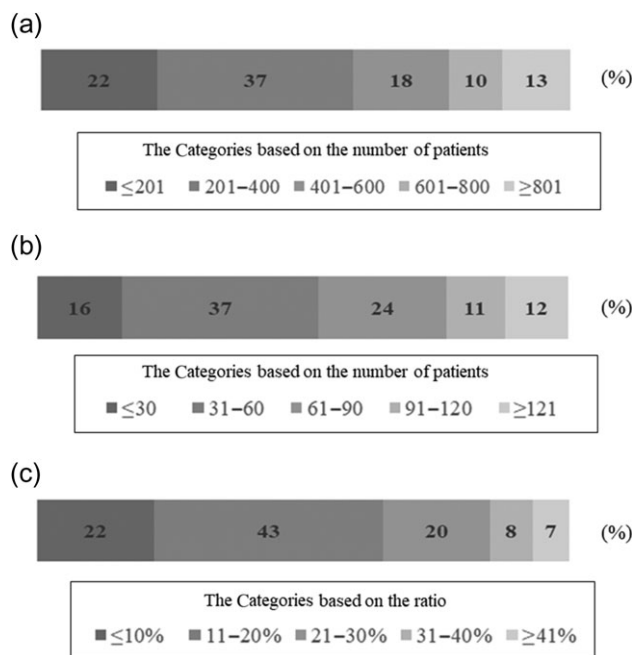 (a)
22 37 18 10 13 (%)
The Categories based on the number of patients
≤201 201–400 401–600 601–800 ≥801
(b)
16 37 24 11 12 (%)
The Categories based on the number of patients
≤30 31–60 61–90 91–120 ≥121
(c)
22 43 20 8 7 (%)
The Categories based on the ratio
≤10% 11–20% 21–30% 31–40% ≥41%